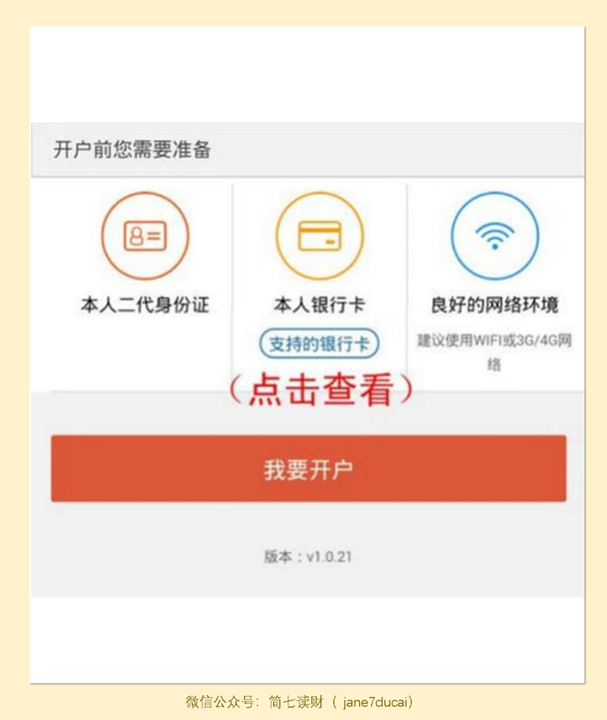 开户前您需要准备
本人二代身份证
本人银行卡
支持的银行卡
良好的网络环境
建议使用WIFI或3G/4G网
络
（点击查看）
我要开户
版本：v1.0.21
微信公众号：简七读财（ jane7ducai）